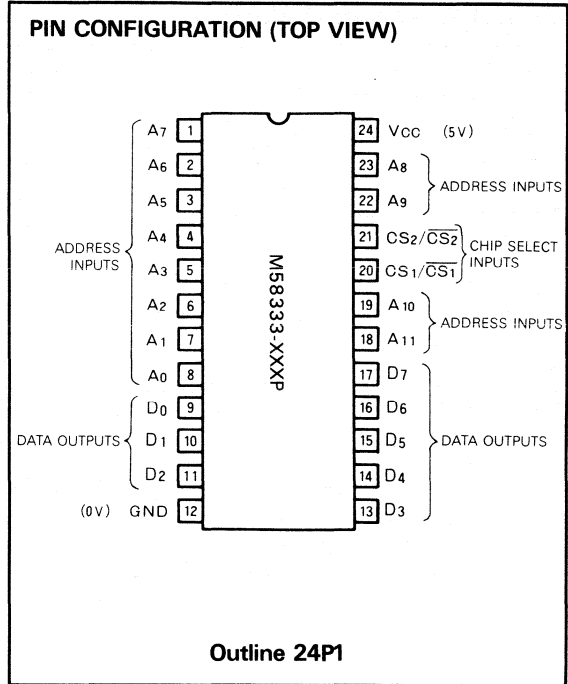 PIN CONFIGURATION (TOP VIEW)
A7 1
A6 2
A5 3
A4 4
A3 5
A2 6
A1 7
A0 8
ADDRESS
INPUTS
D0 9
D1 10
D2 11
DATA OUTPUTS
(0V) GND 12
M58333-XXXP
24 VCC (5V)
23 A8
22 A9
ADDRESS INPUTS
21 CS2/C̅S̅2̅
20 CS1/C̅S̅1̅
CHIP SELECT
INPUTS
19 A10
18 A11
ADDRESS INPUTS
17 D7
16 D6
15 D5
14 D4
13 D3
DATA OUTPUTS
Outline 24P1